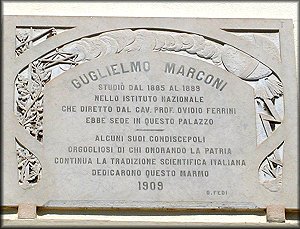 GUGLIELMO MARCONI
STUDIÒ DAL 1885 AL 1889
NELLO ISTITUTO NAZIONALE
CHE DIRETTO DAL CAV. PROF. OVIDIO FERRINI
EBBE SEDE IN QUESTO PALAZZO
ALCUNI SUOI CONDISCEPOLI
ORGOGLIOSI DI CHI ONORANDO LA PATRIA
CONTINUA LA TRADIZIONE SCIENTIFICA ITALIANA
DEDICARONO QUESTO MARMO
1909
G. FEDI